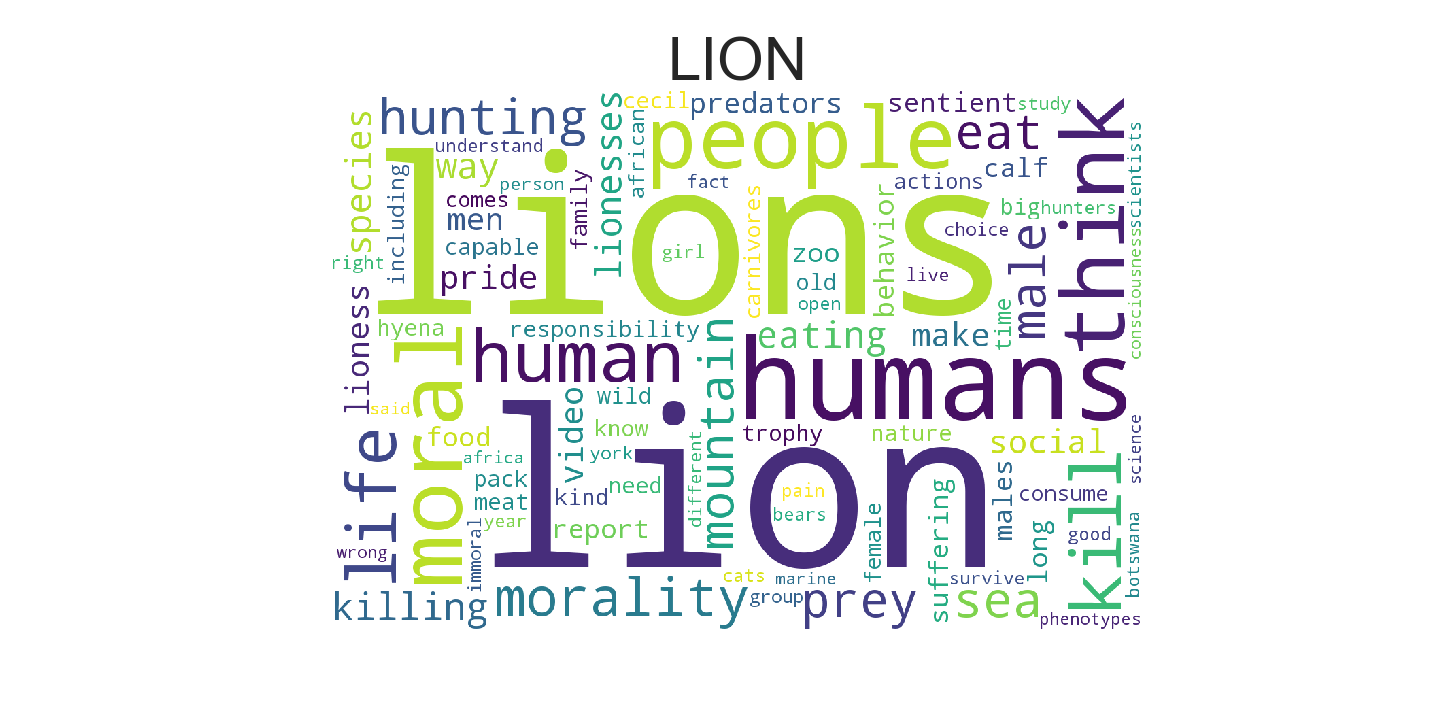 LION
cecil
predators
sentient
study
hunting
lionesses
african
people
eat
think
species
understand
way
person
family
fact
actions
calf
scientists
including
comes
men
capable
pride
right
lions
girl
carnivores
zoo
old
open
behavior
big
hunters
choice
live
male
time
consciousness
hyena
responsibility
mountain
eating
make
lioness
moral
human
humans
said
wild
video
know
food
york
trophy
nature
social
science
life
africa
pack
meat
year
kind
need
report
different
lion
pain
bears
kill
consume
males
long
good
botswana
wrong
immoral
female
suffering
survive
killing
morality
cats
marine
group
prey
sea
phenotypes